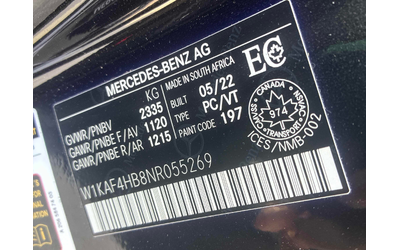 MERCEDES-BENZ AG
MADE IN SOUTH AFRICA
EC
KG
GVWR/PNBV 2335 BUILT 05/22
GAWR/PNBE F/AV 1120 TYPE PC/VT
GAWR/PNBE R/AR 1215 PAINT CODE 197
CANADA
974
TRANSPORT
ICES/NMB-002
W1KAF4HB8NR055269